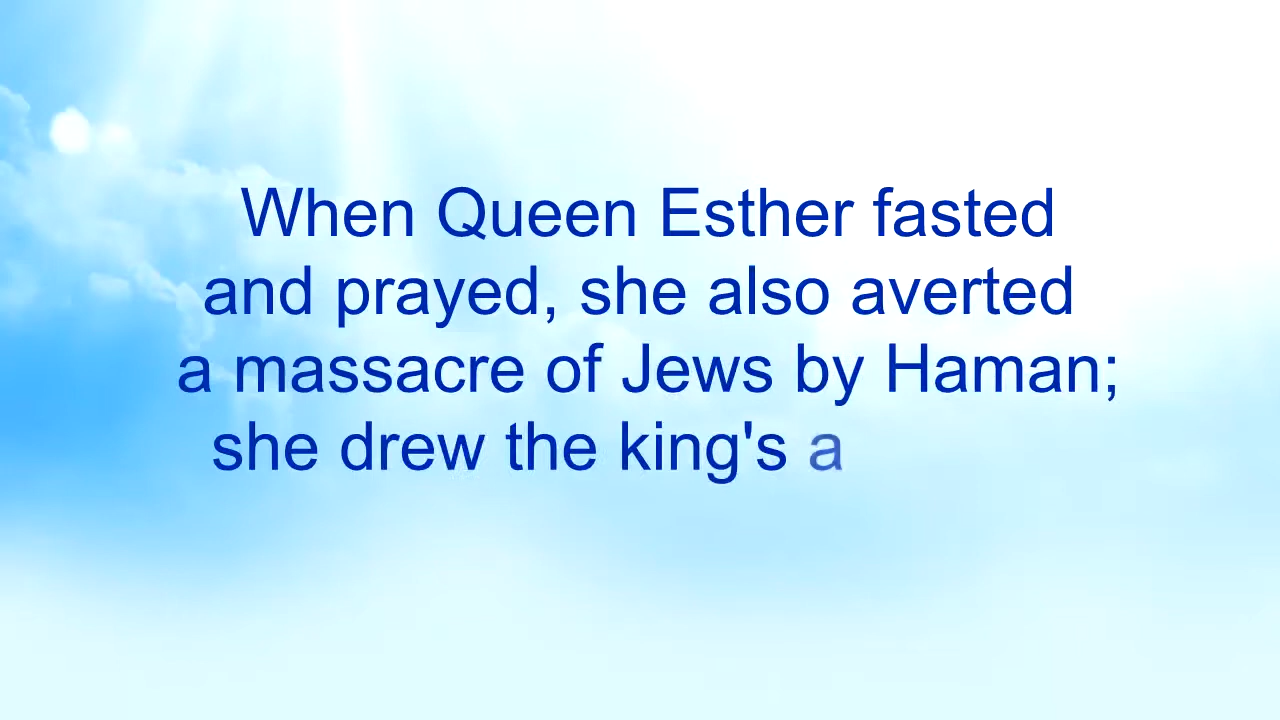 When Queen Esther fasted
and prayed, she also averted
a massacre of Jews by Haman;
she drew the king's a